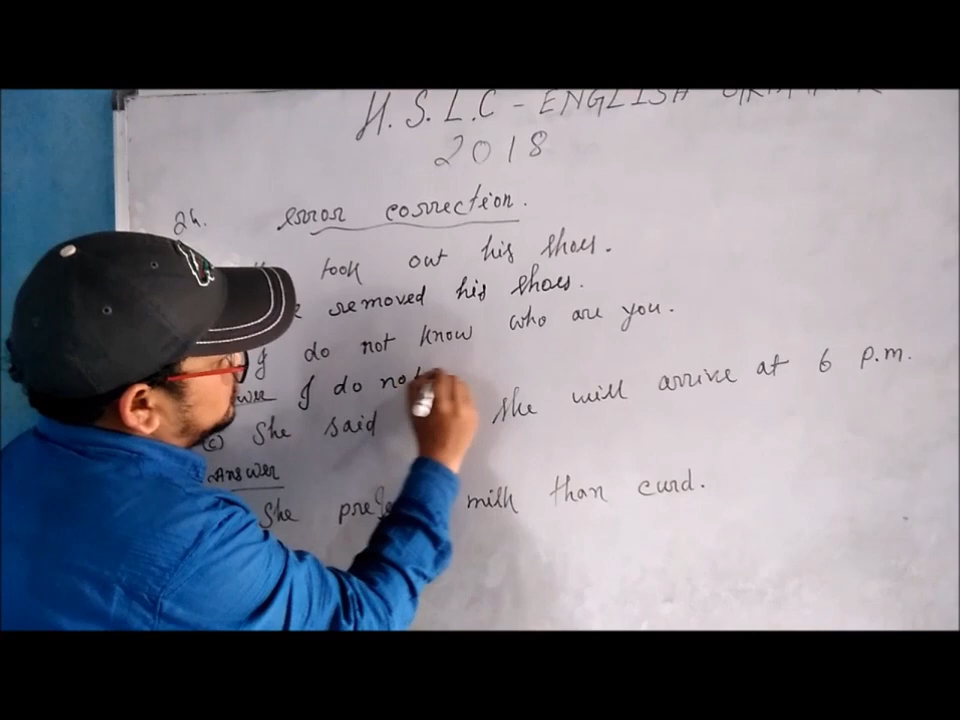 H.S.L.C - ENGLISH
2018
24. error correction.
took out his shoes.
removed his shoes.
I do not know who are you.
I do not
(c) She said she will arrive at 6 p.m.
Answer
She milk than curd.